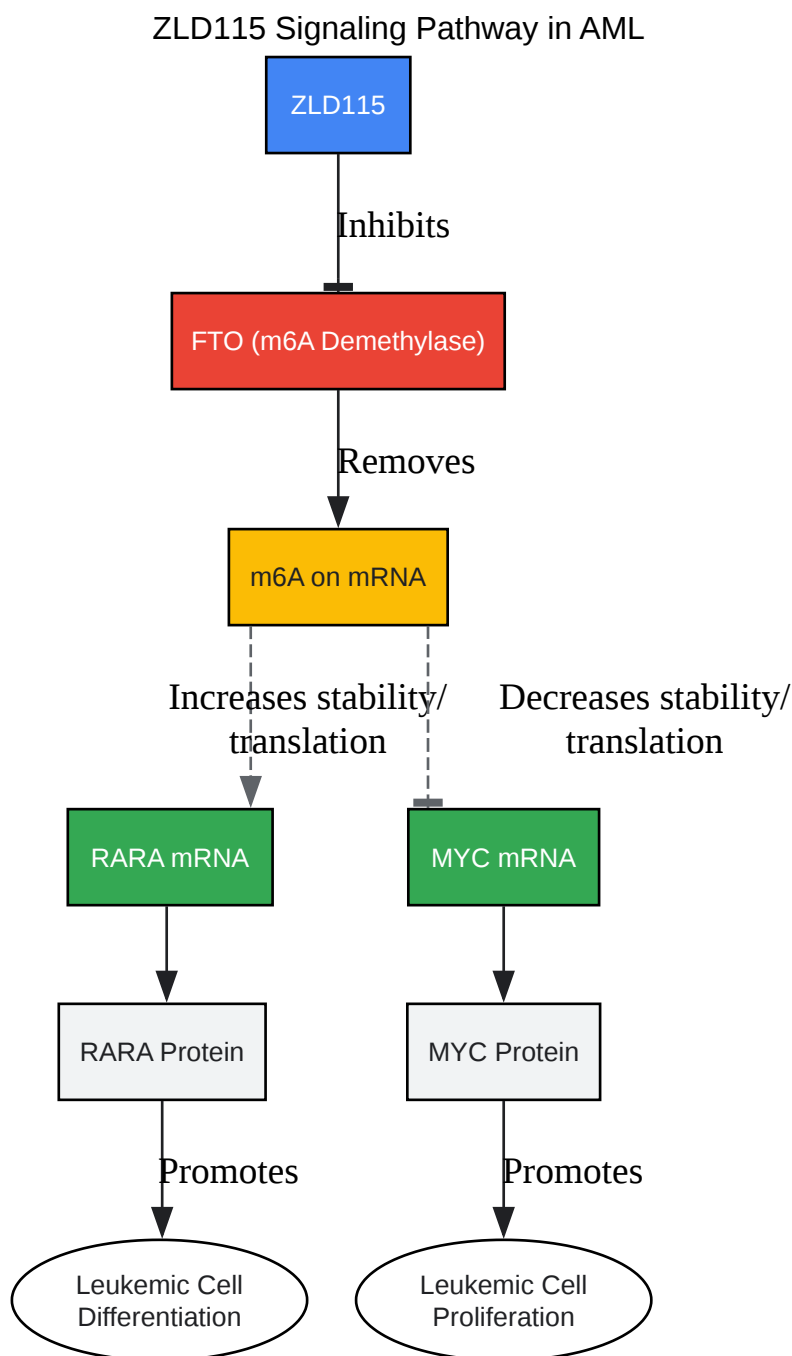 ZLD115 Signaling Pathway in AML
ZLD115
Inhibits
FTO (m6A Demethylase)
Removes
m6A on mRNA
Increases stability/
translation
Decreases stability/
translation
RARA mRNA
MYC mRNA
RARA Protein
MYC Protein
Promotes
Promotes
Leukemic Cell
Differentiation
Leukemic Cell
Proliferation